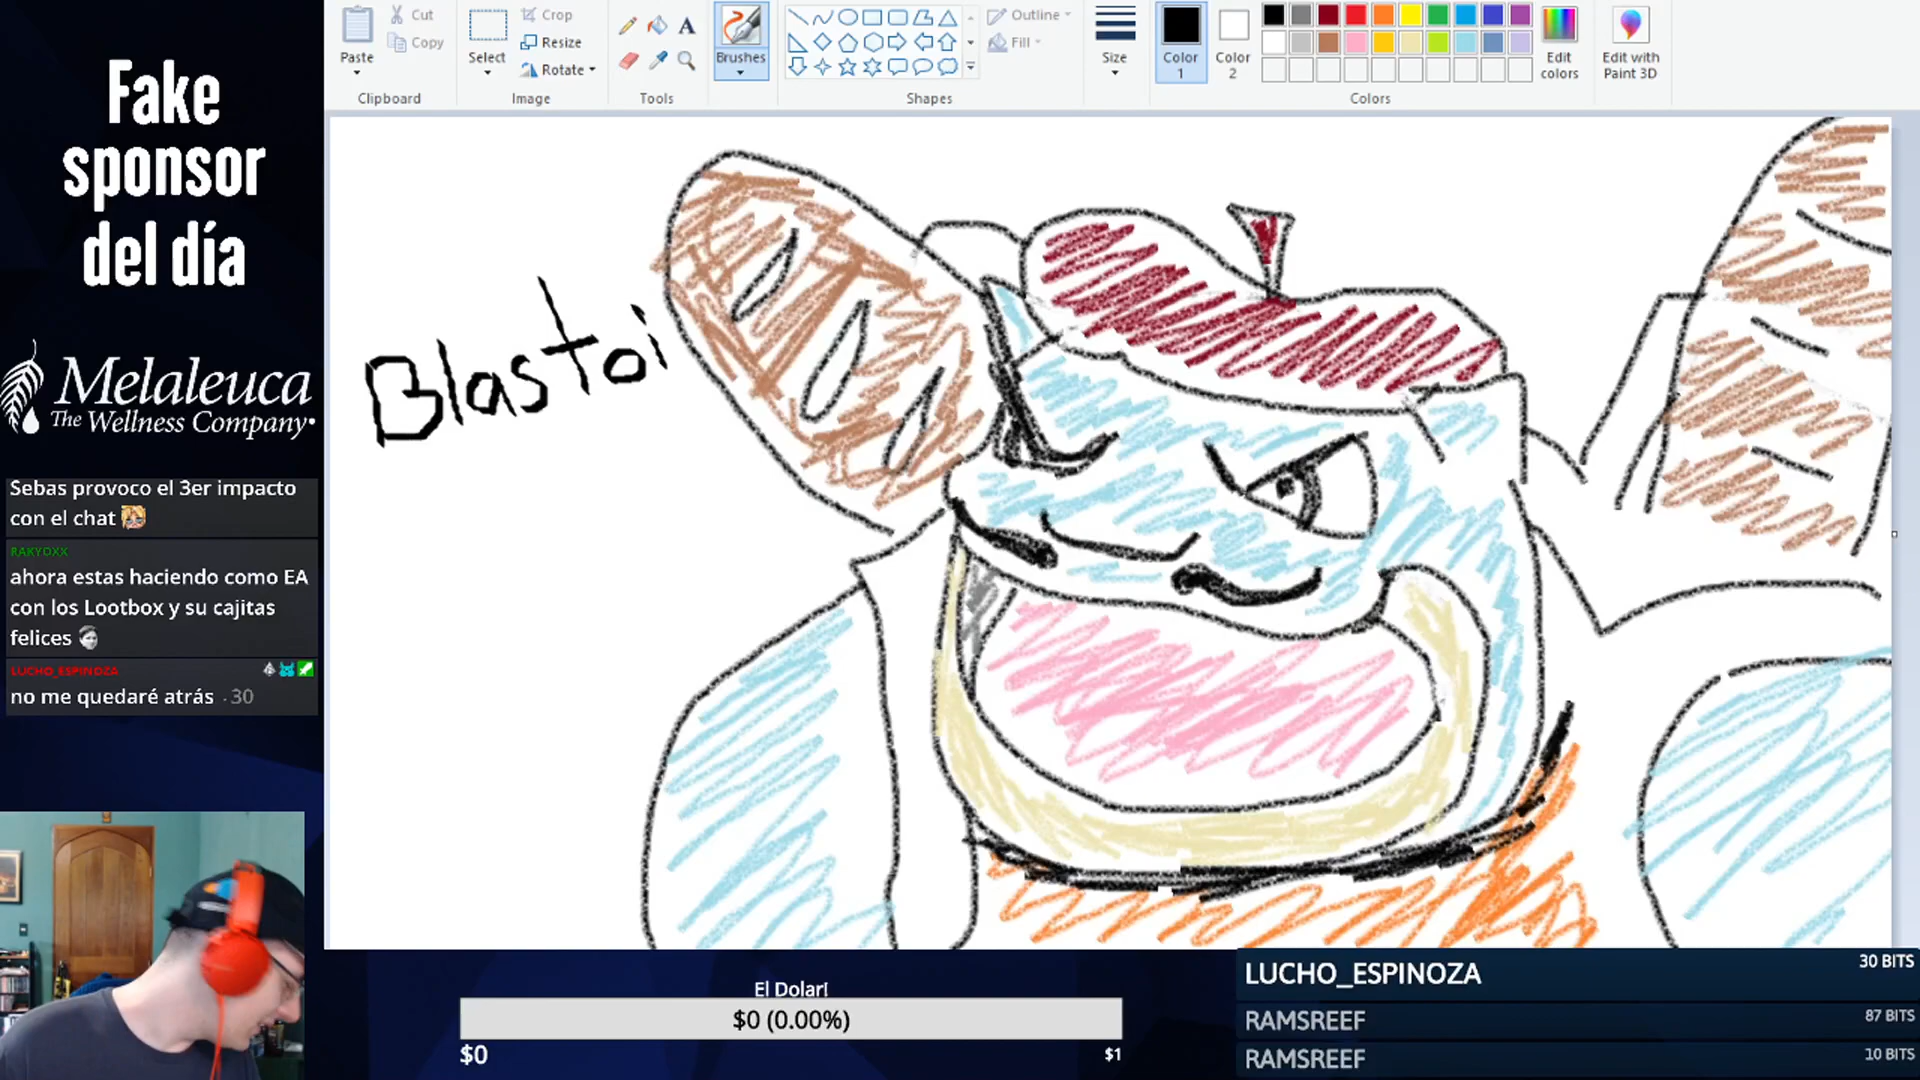 Fake
sponsor
del día
Melaleuca
The Wellness Company
Sebas provoco el 3er impacto
con el chat
RAKYOXX
ahora estas haciendo como EA
con los Lootbox y su cajitas
felices
LUCHO_ESPINOZA
no me quedaré atrás - 30
Paste
Cut
Copy
Clipboard
Select
Crop
Resize
Rotate
Image
A
Tools
Brushes
Outline
Fill
Shapes
Size
Color
1
Color
2
Edit
colors
Edit with
Paint 3D
Colors
Blastoi
El Dolar!
$0 (0.00%)
$0
$1
LUCHO_ESPINOZA 30 BITS
RAMSREEF 87 BITS
RAMSREEF 10 BITS